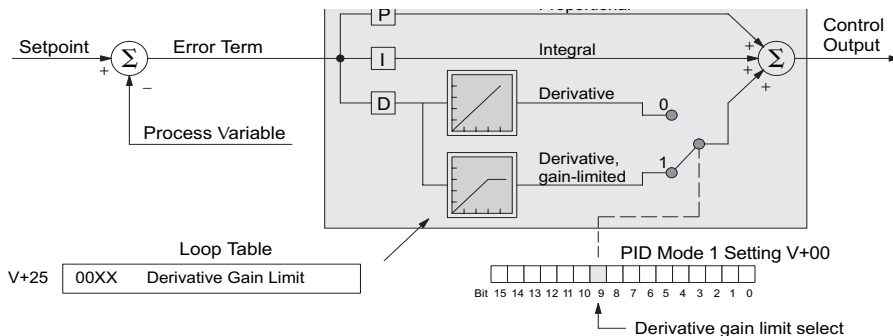 Proportional
P
Setpoint
Error Term
Control
Output
Σ
Integral
I
Σ
+
+
+
+
−
D
Derivative
0
Process Variable
Derivative,
gain-limited
1
Loop Table
PID Mode 1 Setting V+00
V+25 00XX Derivative Gain Limit
Bit 15 14 13 12 11 10 9 8 7 6 5 4 3 2 1 0
Derivative gain limit select